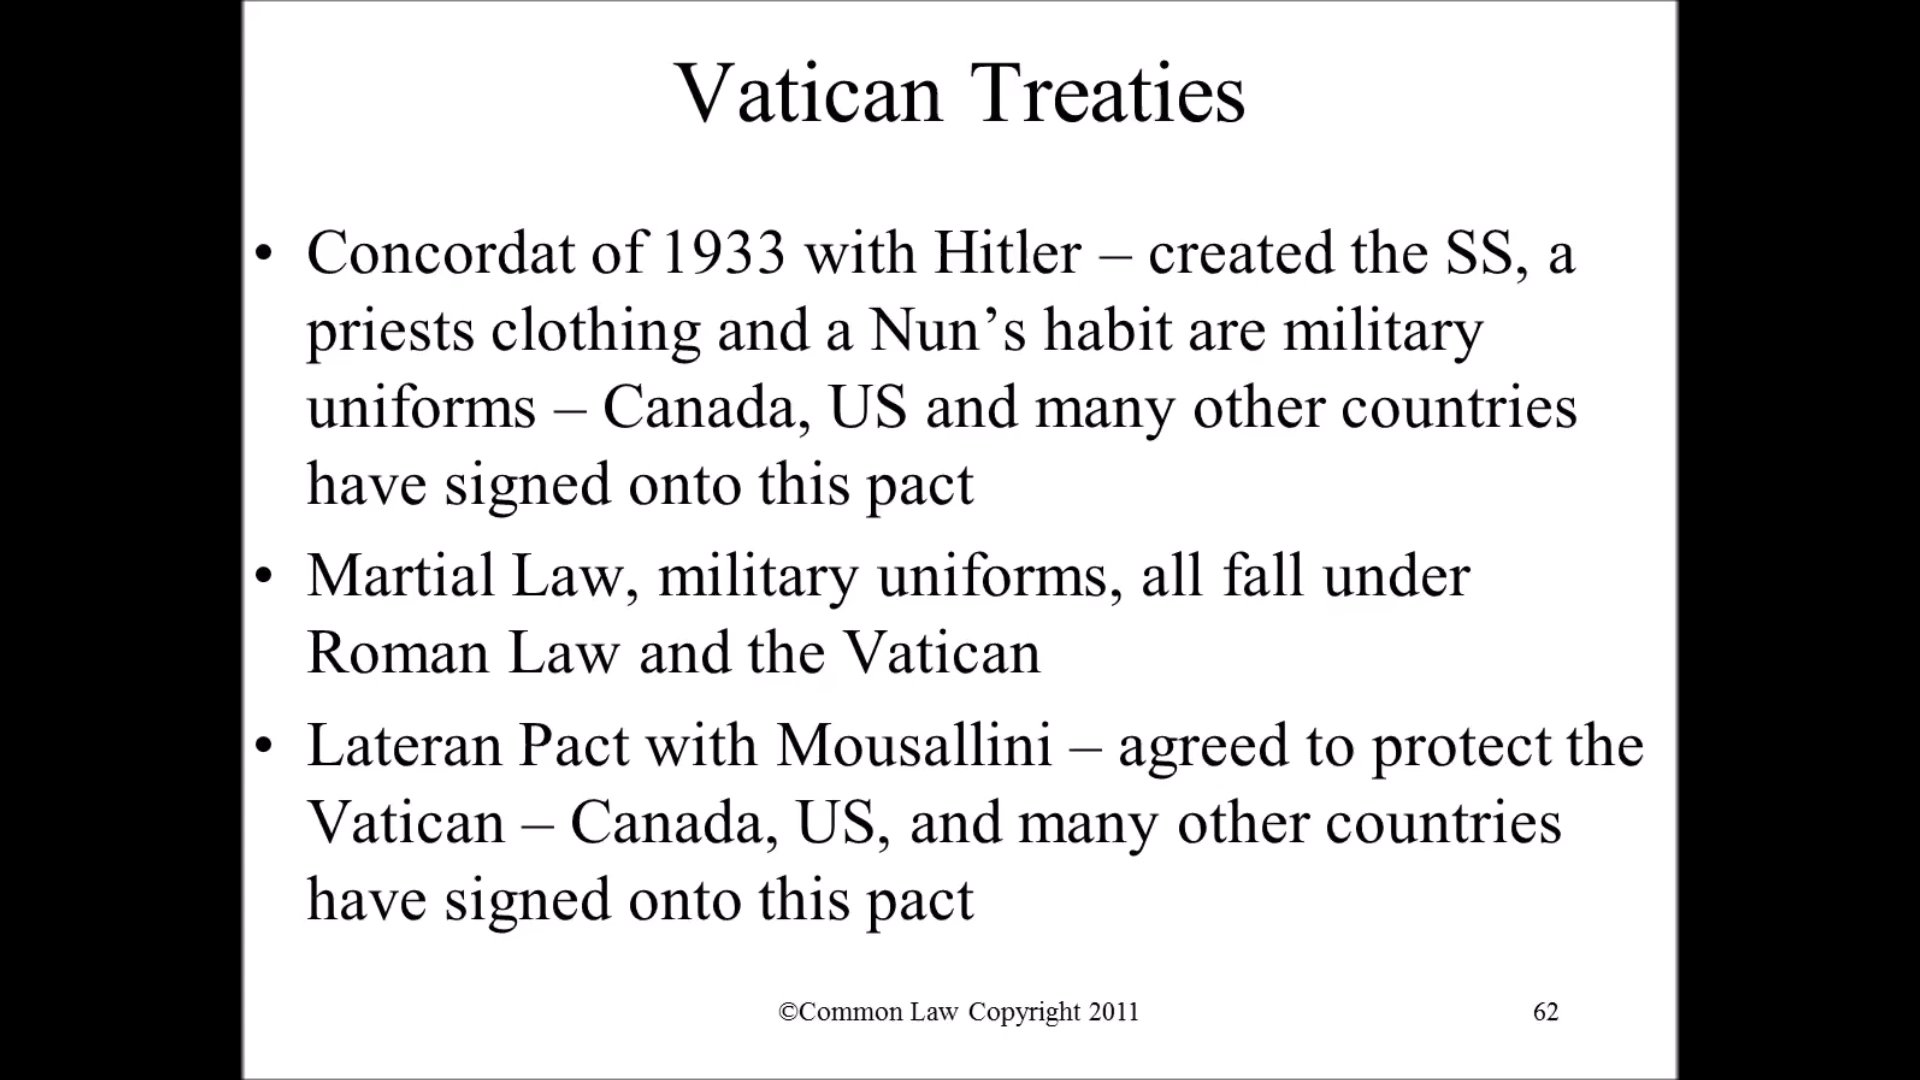 Vatican Treaties
• Concordat of 1933 with Hitler – created the SS, a
priests clothing and a Nun’s habit are military
uniforms – Canada, US and many other countries
have signed onto this pact
• Martial Law, military uniforms, all fall under
Roman Law and the Vatican
• Lateran Pact with Mousallini – agreed to protect the
Vatican – Canada, US, and many other countries
have signed onto this pact
©Common Law Copyright 2011
62